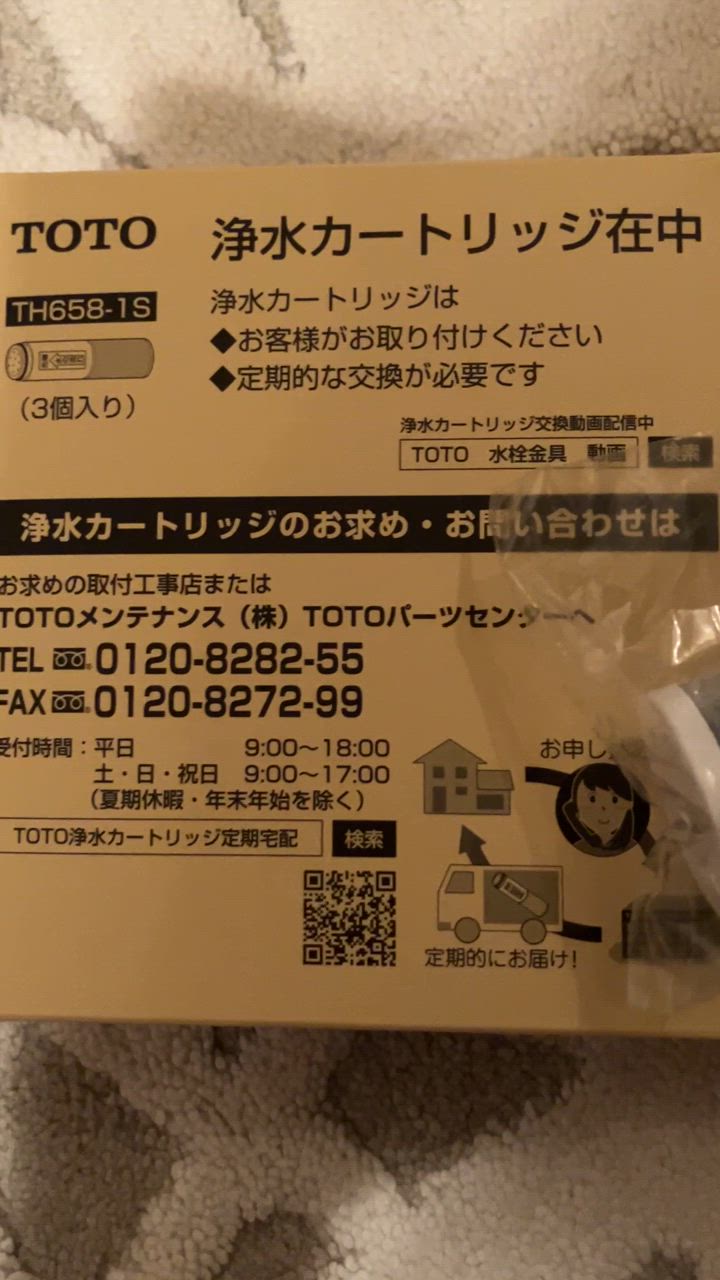 TOTO 浄水カートリッジ在中
TH658-1S
(3個入り)
浄水カートリッジは
◆お客様がお取り付けください
◆定期的な交換が必要です
浄水カートリッジ交換動画配信中
TOTO 水栓金具 動画 検索
浄水カートリッジのお求め・お問い合わせは
お求めの取付工事店または
TOTOメンテナンス（株）TOTOパーツセンターへ
TEL 0120-8282-55
FAX 0120-8272-99
受付時間：平日 9:00〜18:00
土・日・祝日 9:00〜17:00
（夏期休暇・年末年始を除く）
TOTO浄水カートリッジ定期宅配 検索
お申し
定期的にお届け!